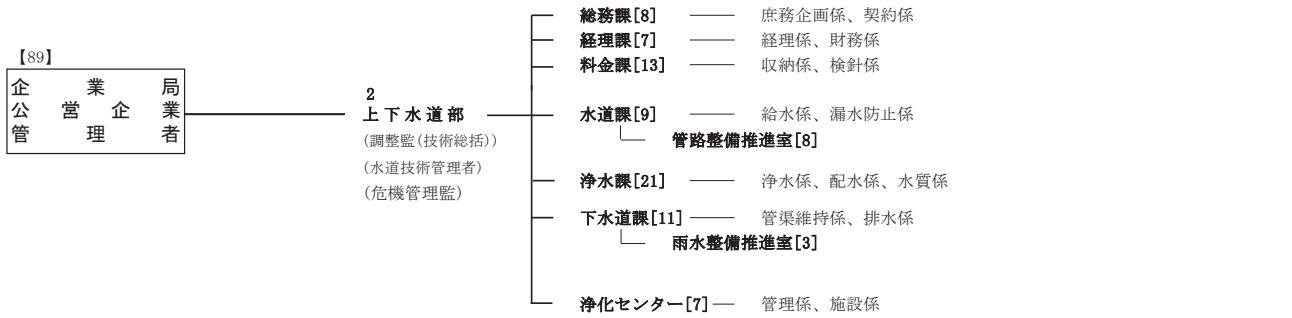 【89】
企業局
公営企業
管理者
2
上下水道部
(調整監(技術総括))
(水道技術管理者)
(危機管理監)
総務課[8] 庶務企画係、契約係
経理課[7] 経理係、財務係
料金課[13] 収納係、検針係
水道課[9] 給水係、漏水防止係
管路整備推進室[8]
浄水課[21] 浄水係、配水係、水質係
下水道課[11] 管渠維持係、排水係
雨水整備推進室[3]
浄化センター[7] 管理係、施設係